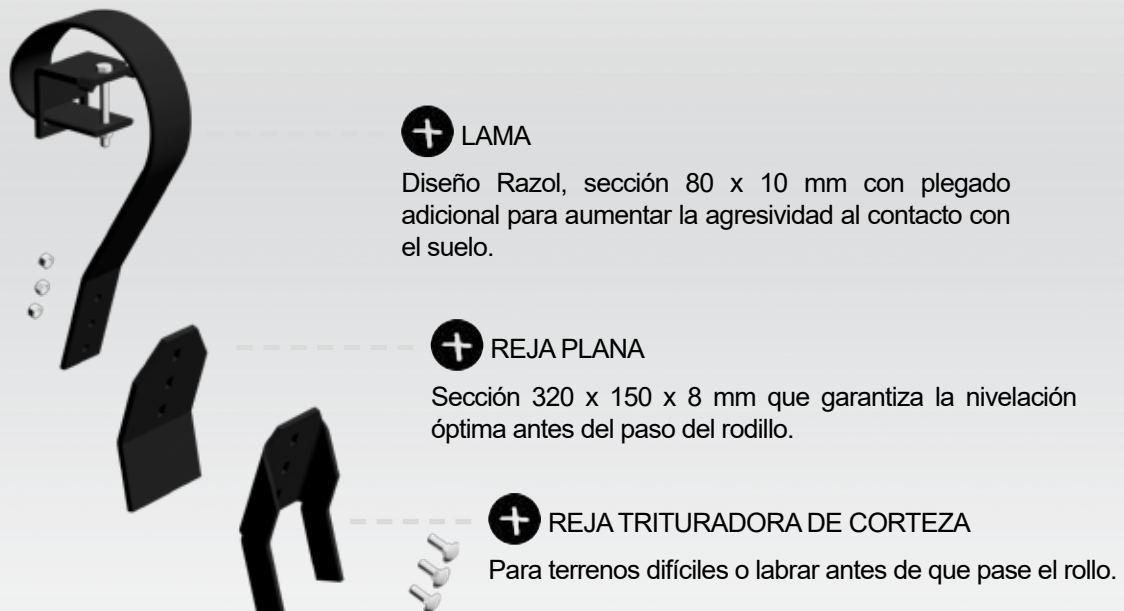 LAMA
Diseño Razol, sección 80 x 10 mm con plegado
adicional para aumentar la agresividad al contacto con
el suelo.
REJA PLANA
Sección 320 x 150 x 8 mm que garantiza la nivelación
óptima antes del paso del rodillo.
REJA TRITURADORA DE CORTEZA
Para terrenos difíciles o labrar antes de que pase el rollo.